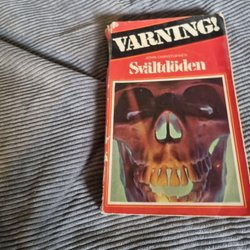 VARNING!
JOHN CHRISTOPHER
Svältdöden